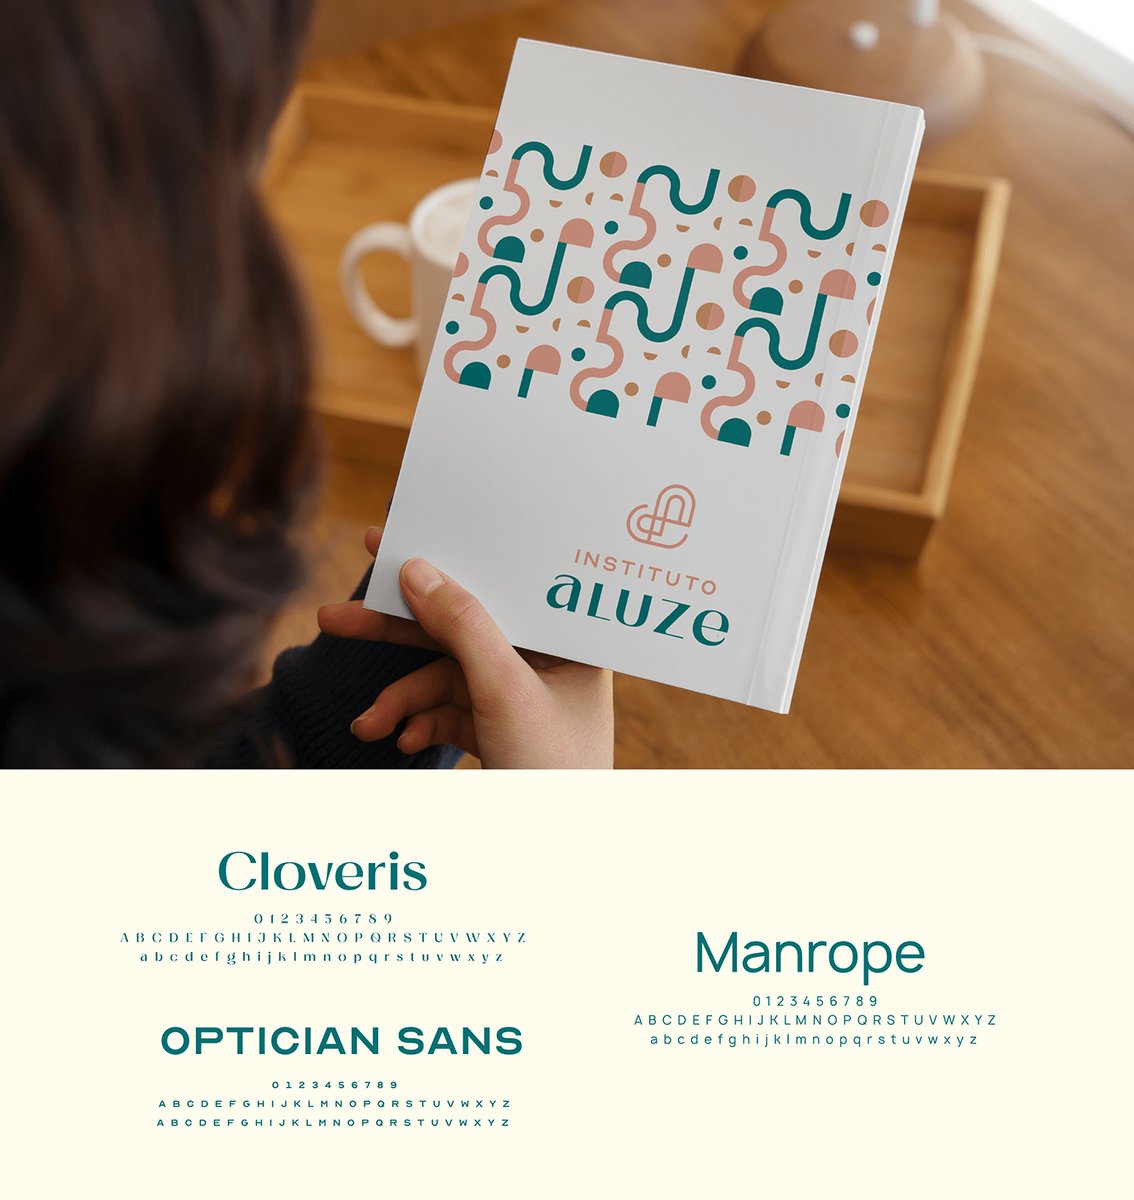 INSTITUTO
aLUZe
Cloveris
0 1 2 3 4 5 6 7 8 9
A B C D E F G H I J K L M N O P Q R S T U V W X Y Z
a b c d e f g h i j k l m n o p q r s t u v w x y z
OPTICIAN SANS
0 1 2 3 4 5 6 7 8 9
A B C D E F G H I J K L M N O P Q R S T U V W X Y Z
A B C D E F G H I J K L M N O P Q R S T U V W X Y Z
Manrope
0 1 2 3 4 5 6 7 8 9
A B C D E F G H I J K L M N O P Q R S T U V W X Y Z
a b c d e f g h i j k l m n o p q r s t u v w x y z